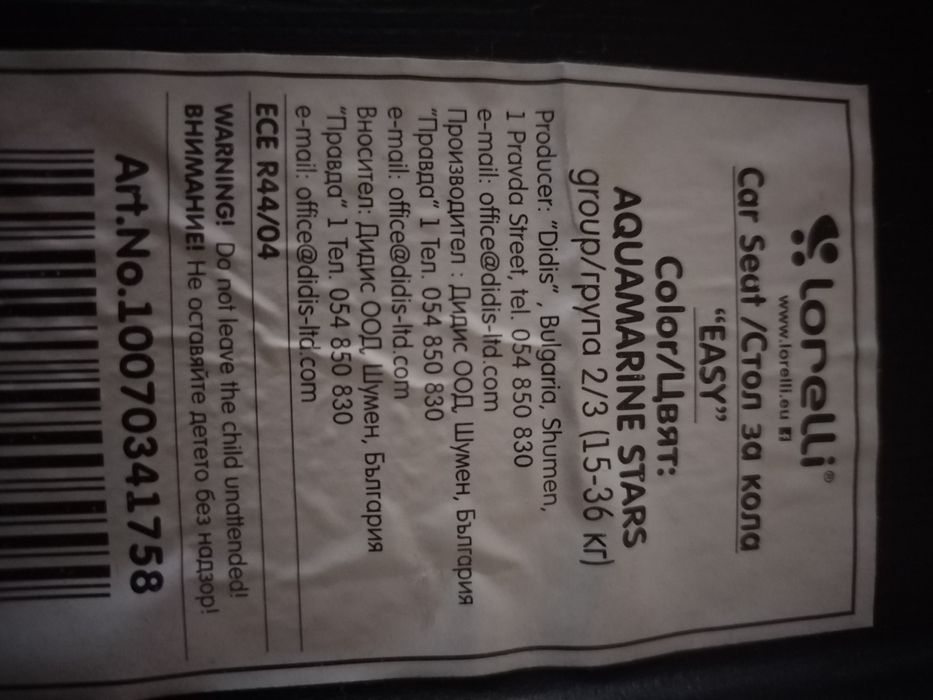 Lorelli®
www.lorelli.eu
Car Seat /Стол за кола
“EASY”
Color/Цвят:
AQUAMARINE STARS
group/група 2/3 (15-36 кг)
Producer: “Didis” , Bulgaria, Shumen,
1 Pravda Street, tel. 054 850 830
e-mail: office@didis-ltd.com
Производител : Дидис ООД, Шумен, България
“Правда” 1 Тел. 054 850 830
e-mail: office@didis-ltd.com
Вносител: Дидис ООД, Шумен, България
“Правда” 1 Тел. 054 850 830
e-mail: office@didis-ltd.com
ECE R44/04
WARNING! Do not leave the child unattended!
ВНИМАНИЕ! Не оставяйте детето без надзор!
Art.No.10070341758